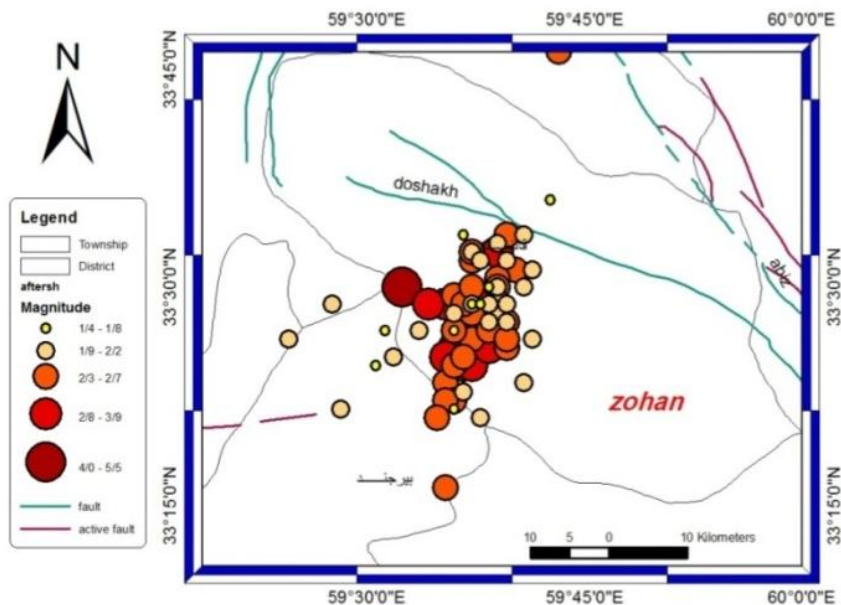 59°30'0"E 59°45'0"E 60°0'0"E
N
33°45'0"N
33°45'0"N
doshakh
Legend
Township
District
aftersh
Magnitude
1/4 - 1/8
1/9 - 2/2
2/3 - 2/7
2/8 - 3/9
4/0 - 5/5
fault
active fault
33°30'0"N
33°30'0"N
abiz
zohan
بیرجند
33°15'0"N
33°15'0"N
10 5 0 10 Kilometers
59°30'0"E 59°45'0"E 60°0'0"E